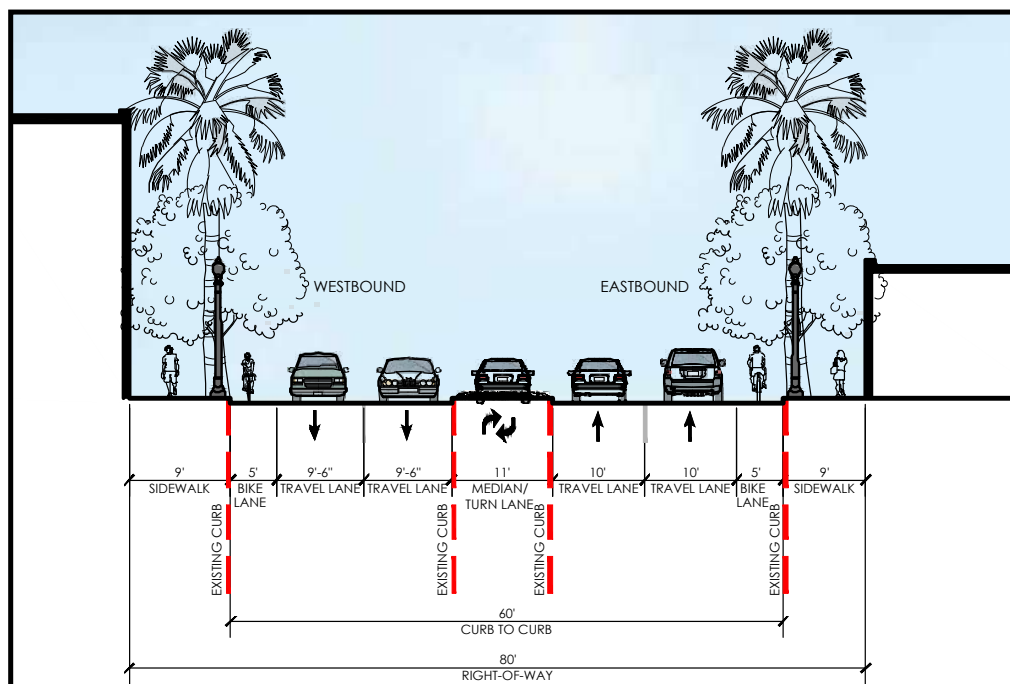 WESTBOUND
EASTBOUND
9'
5'
9'-6"
9'-6"
11'
10'
10'
5'
9'
SIDEWALK
BIKE
LANE
TRAVEL LANE
TRAVEL LANE
MEDIAN/
TURN LANE
TRAVEL LANE
TRAVEL LANE
BIKE
LANE
SIDEWALK
EXISTING CURB
EXISTING CURB
EXISTING CURB
EXISTING CURB
60'
CURB TO CURB
80'
RIGHT-OF-WAY